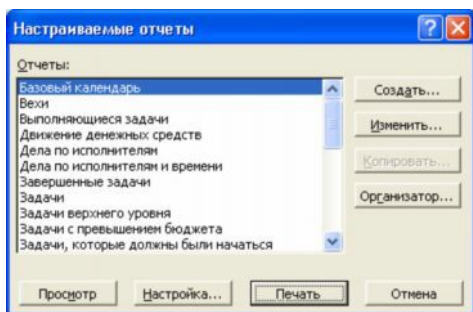 Настраиваемые отчеты
Отчеты:
Базовый календарь
Вехи
Выполняющиеся задачи
Движение денежных средств
Дела по исполнителям
Дела по исполнителям и времени
Завершенные задачи
Задачи
Задачи верхнего уровня
Задачи с превышением бюджета
Задачи, которые должны были начаться
Создать...
Изменить...
Копировать...
Организатор...
Просмотр
Настройка...
Печать
Отмена